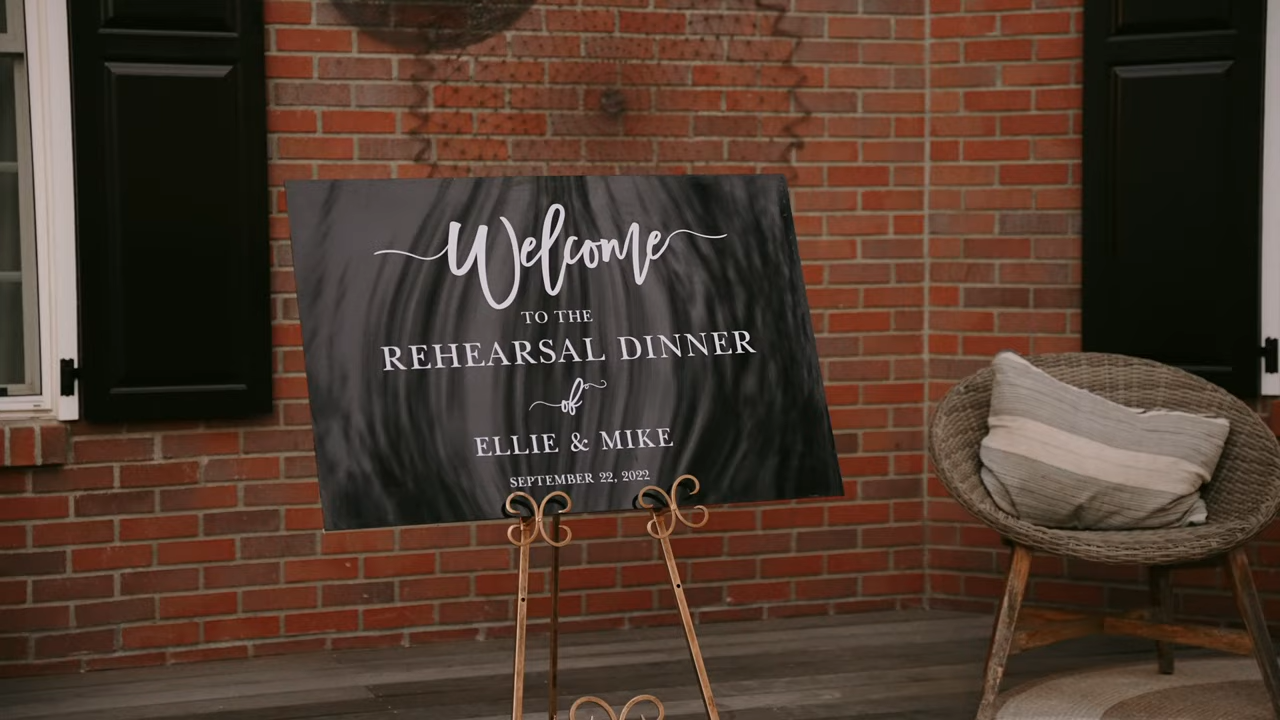 Welcome
TO THE
REHEARSAL DINNER
of
ELLIE & MIKE
SEPTEMBER 22, 2022